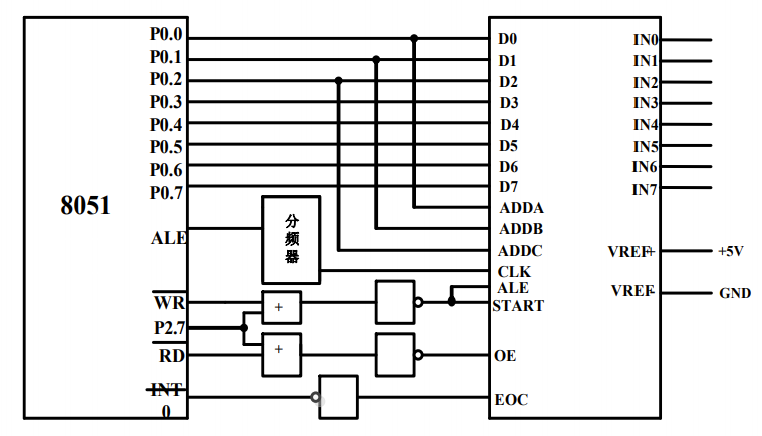 P0.0
P0.1
P0.2
P0.3
P0.4
P0.5
P0.6
P0.7
8051
ALE
WR
P2.7
RD
INT
0
分
频
器
+
+
D0
D1
D2
D3
D4
D5
D6
D7
ADDA
ADDB
ADDC
CLK
ALE
START
OE
EOC
IN0
IN1
IN2
IN3
IN4
IN5
IN6
IN7
VREF+
VREF-
+5V
GND